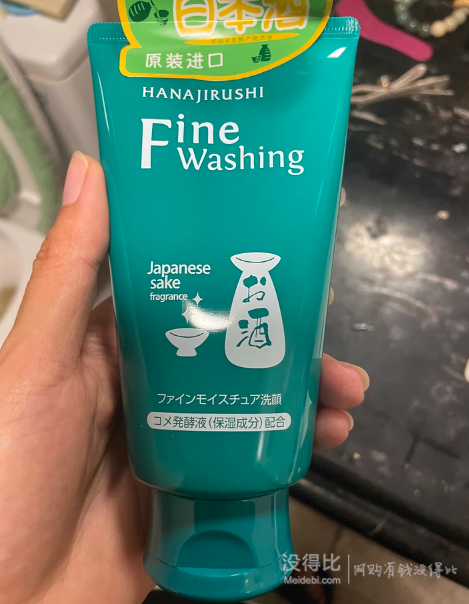 日本酒
原装进口
HANAJIRUSHI
Fine
Washing
Japanese
sake
fragrance
お酒
ファインモイスチュア洗顔
コメ発酵液(保湿成分)配合
没得比
Meidebi.com
网购有钱没得比